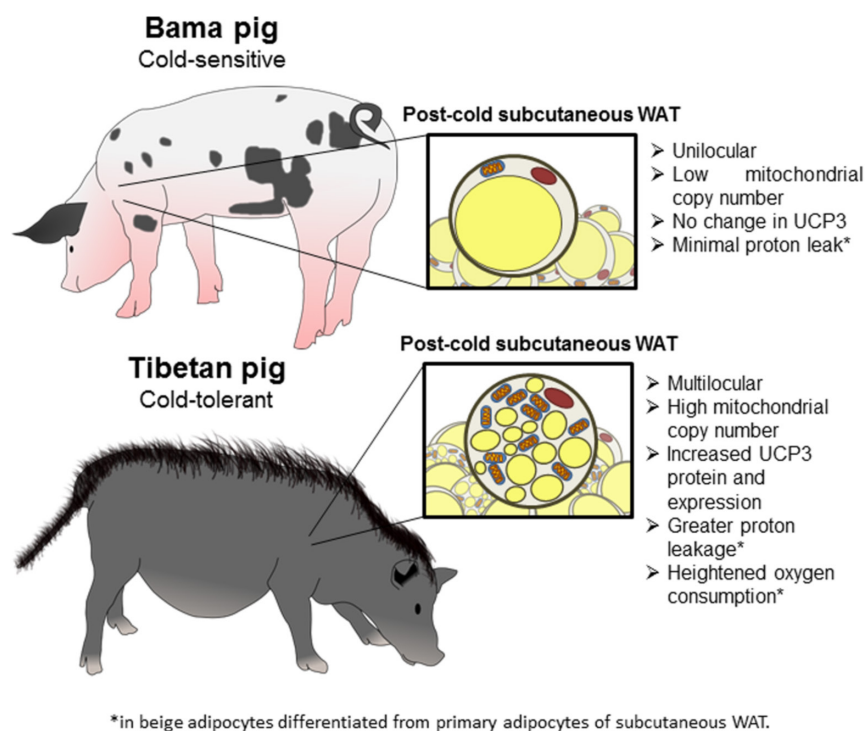 Bama pig
Cold-sensitive
Post-cold subcutaneous WAT
➢ Unilocular
➢ Low mitochondrial
copy number
➢ No change in UCP3
➢ Minimal proton leak*
Tibetan pig
Cold-tolerant
Post-cold subcutaneous WAT
➢ Multilocular
➢ High mitochondrial
copy number
➢ Increased UCP3
protein and
expression
➢ Greater proton
leakage*
➢ Heightened oxygen
consumption*
*in beige adipocytes differentiated from primary adipocytes of subcutaneous WAT.